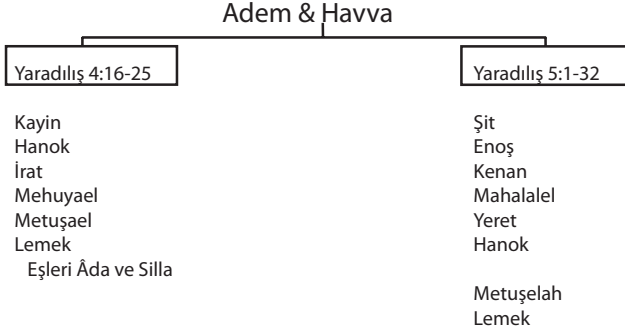 Adem & Havva
Yaradılış 4:16-25
Kayin
Hanok
İrat
Mehuyael
Metuşael
Lemek
Eşleri Âda ve Silla
Yaradılış 5:1-32
Şit
Enoş
Kenan
Mahalalel
Yeret
Hanok
Metuşelah
Lemek